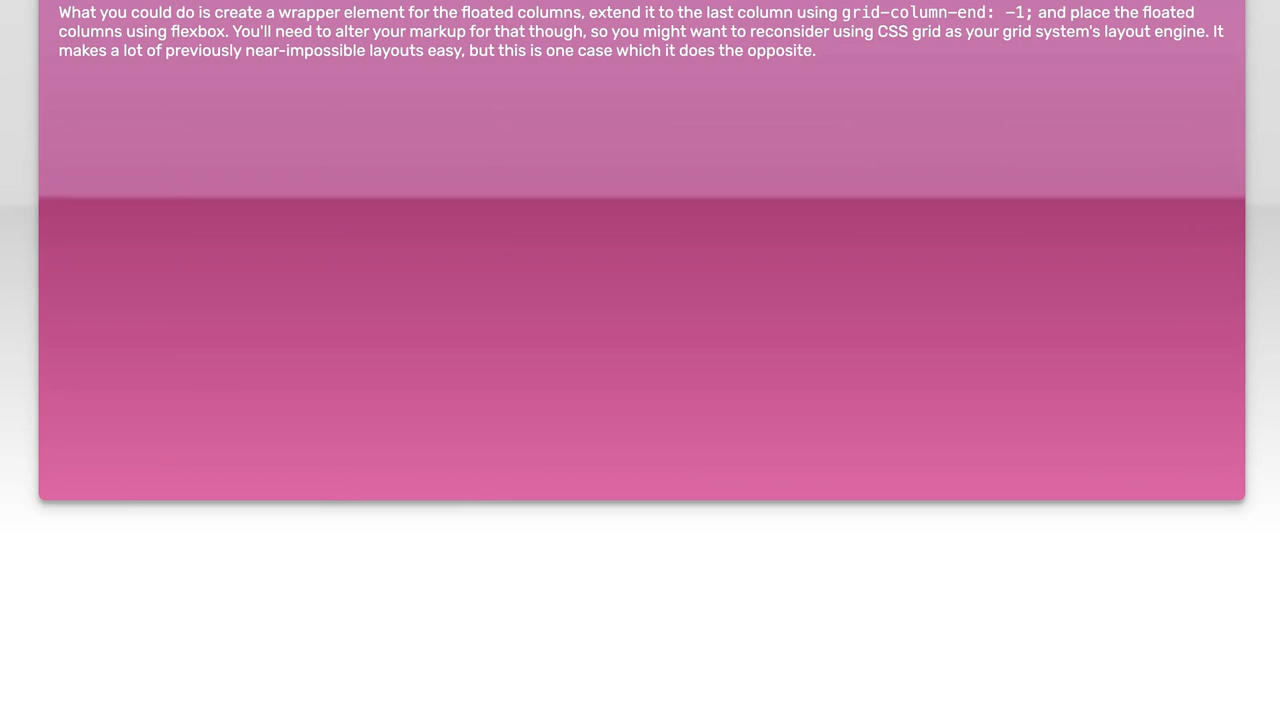 What you could do is create a wrapper element for the floated columns, extend it to the last column using grid-column-end: -1; and place the floated
columns using flexbox. You'll need to alter your markup for that though, so you might want to reconsider using CSS grid as your grid system's layout engine. It
makes a lot of previously near-impossible layouts easy, but this is one case which it does the opposite.